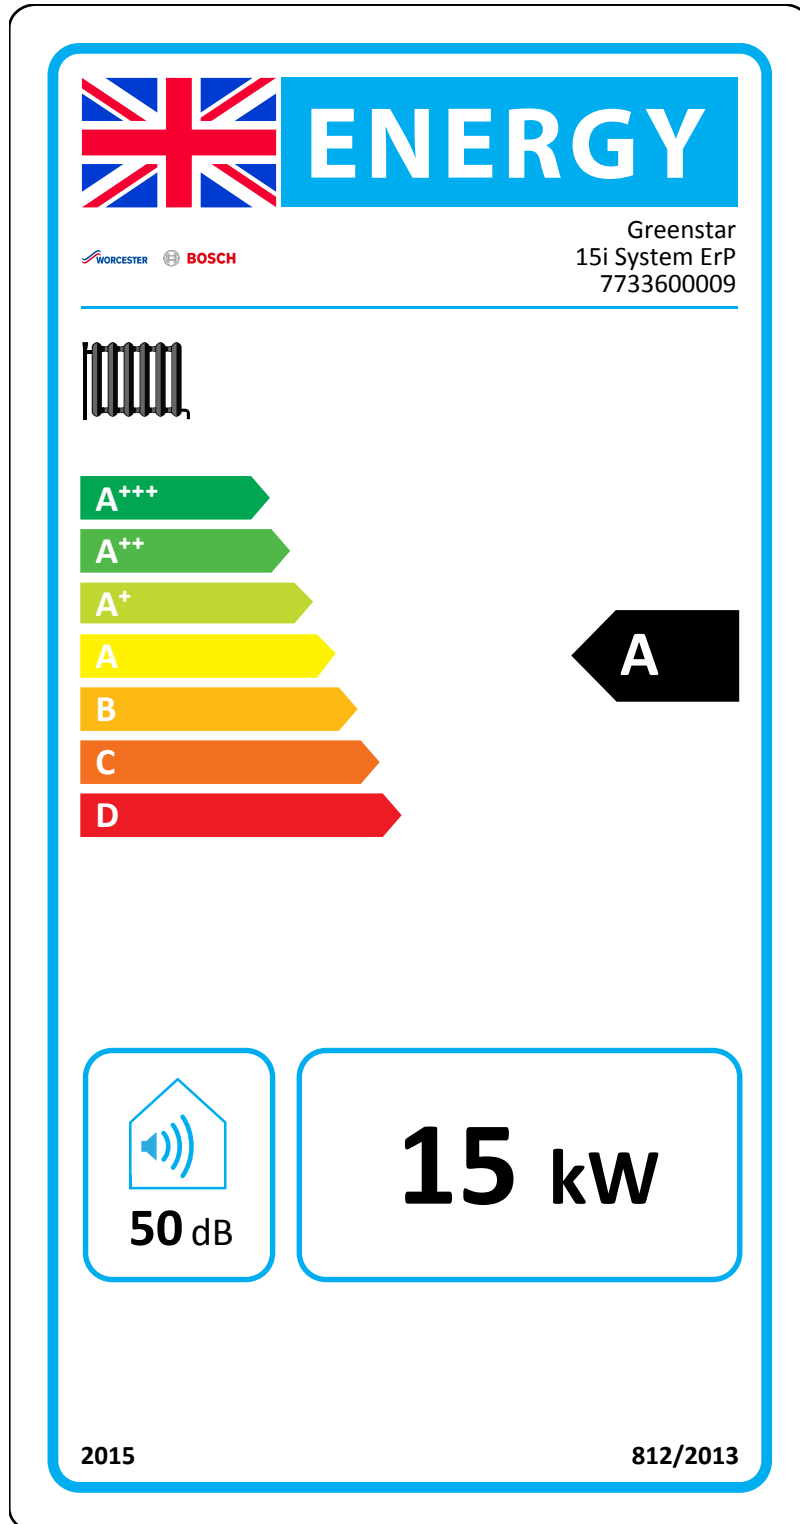 ENERGY
Greenstar
WORCESTER BOSCH
15i System ErP
7733600009
A+++
A++
A+
A
A
B
C
D
50 dB
15 kW
2015
812/2013